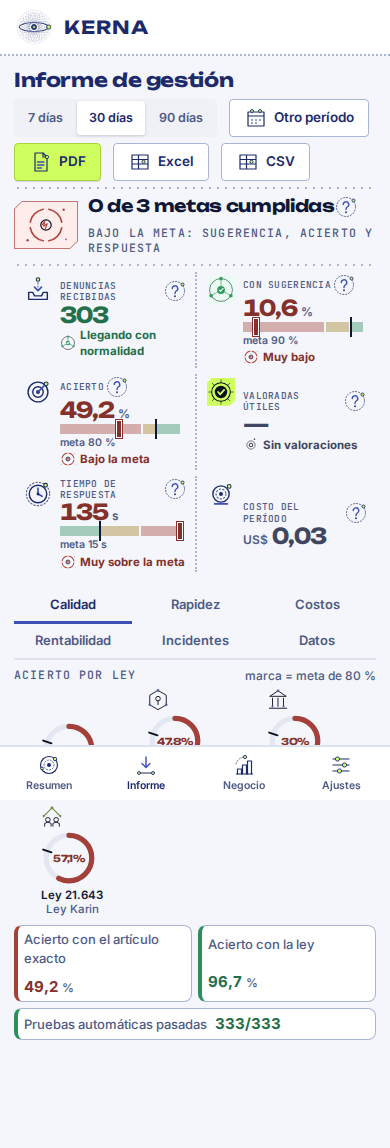 KERNA
Informe de gestión
7 días 30 días 90 días Otro período
PDF Excel CSV
0 de 3 metas cumplidas ?
BAJO LA META: SUGERENCIA, ACIERTO Y
RESPUESTA
DENUNCIAS
RECIBIDAS ?
303
Llegando con
normalidad
CON SUGERENCIA ?
10,6 %
meta 90 %
Muy bajo
ACIERTO ?
49,2 %
meta 80 %
Bajo la meta
VALORADAS
ÚTILES ?
—
Sin valoraciones
TIEMPO DE
RESPUESTA ?
135 s
meta 15 s
Muy sobre la meta
COSTO DEL
PERÍODO ?
US$ 0,03
Calidad Rapidez Costos
Rentabilidad Incidentes Datos
ACIERTO POR LEY marca = meta de 80 %
47.8% 30%
Resumen Informe Negocio Ajustes
57,1%
Ley 21.643
Ley Karin
Acierto con el artículo
exacto
49,2 %
Acierto con la ley
96,7 %
Pruebas automáticas pasadas 333/333